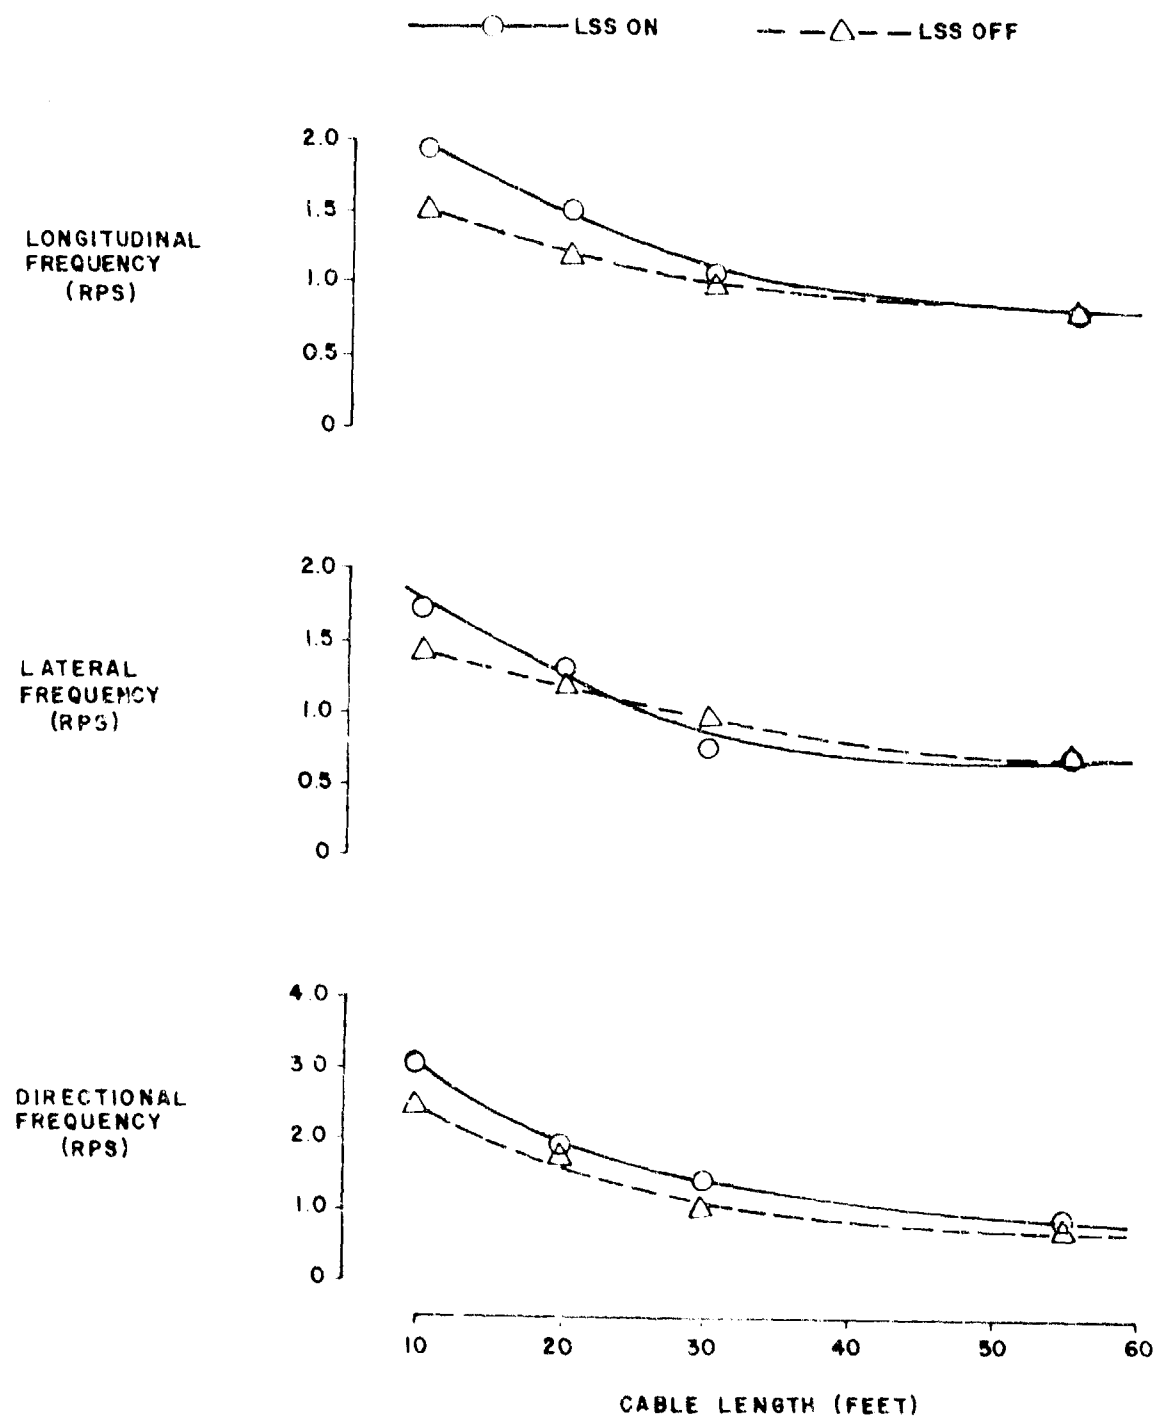 LSS ON
LSS OFF
2.0
1.5
1.0
0.5
0
LONGITUDINAL
FREQUENCY
(RPS)
2.0
1.5
1.0
0.5
0
LATERAL
FREQUENCY
(RPS)
4.0
3.0
2.0
1.0
0
DIRECTIONAL
FREQUENCY
(RPS)
10 20 30 40 50 60
CABLE LENGTH (FEET)